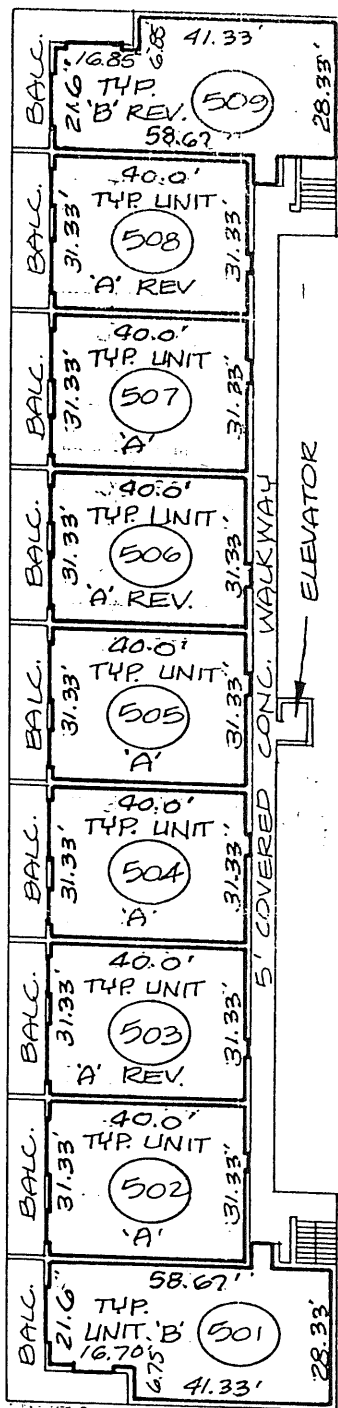 41.33'
16.85' 6.85'
BALC. 21.6" TYP. 'B' REV. 509 28.33'
58.67
40.0'
TYP. UNIT
BALC. 31.33' 508 31.33'
'A' REV
40.0'
TYP. UNIT
BALC. 31.33' 507 31.33'
'A'
40.0'
TYP. UNIT
BALC. 31.33' 506 31.33'
'A' REV.
40.0'
TYP. UNIT
BALC. 31.33' 505 31.33'
'A'
40.0'
TYP. UNIT
BALC. 31.33' 504 31.33'
'A'
40.0'
TYP. UNIT
BALC. 31.33' 503 31.33'
'A' REV.
40.0'
TYP. UNIT
BALC. 31.33' 502 31.33'
'A'
5' COVERED CONC. WALKWAY
ELEVATOR
58.67'
BALC. 21.6' TYP. UNIT 'B' 501 28.33'
16.70' 6.75'
41.33'